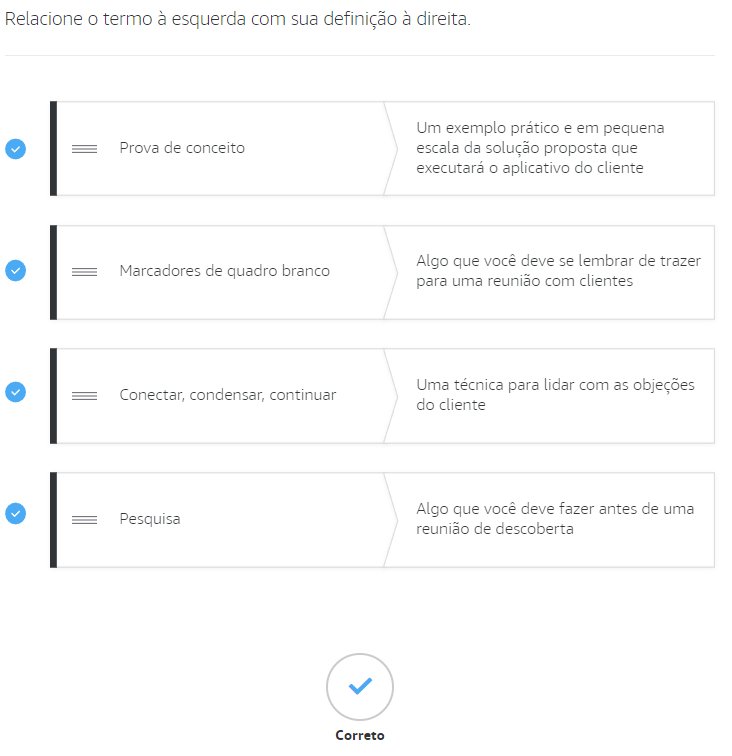 Relacione o termo à esquerda com sua definição à direita.
Prova de conceito
Um exemplo prático e em pequena
escala da solução proposta que
executará o aplicativo do cliente
Marcadores de quadro branco
Algo que você deve se lembrar de trazer
para uma reunião com clientes
Conectar, condensar, continuar
Uma técnica para lidar com as objeções
do cliente
Pesquisa
Algo que você deve fazer antes de uma
reunião de descoberta
Correto